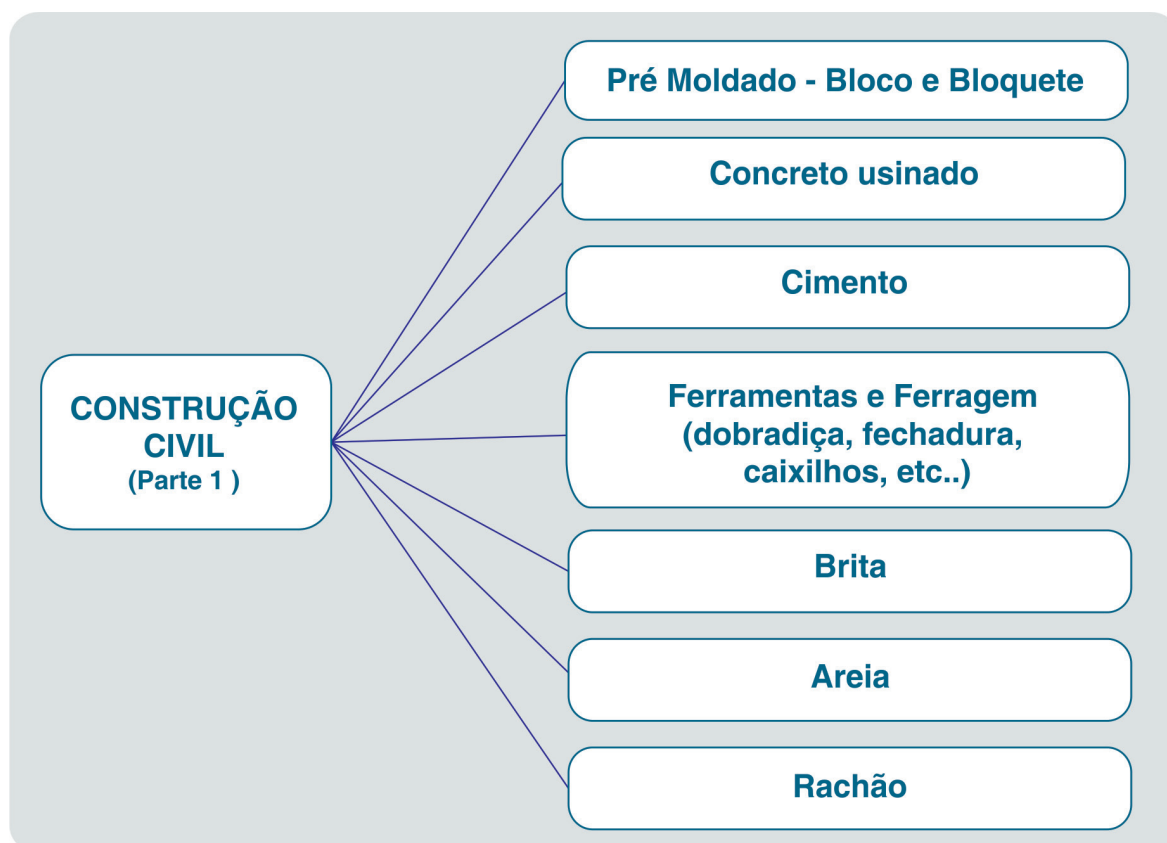 Pré Moldado - Bloco e Bloquete
Concreto usinado
Cimento
CONSTRUÇÃO
CIVIL
(Parte 1 )
Ferramentas e Ferragem
(dobradiça, fechadura,
caixilhos, etc..)
Brita
Areia
Rachão